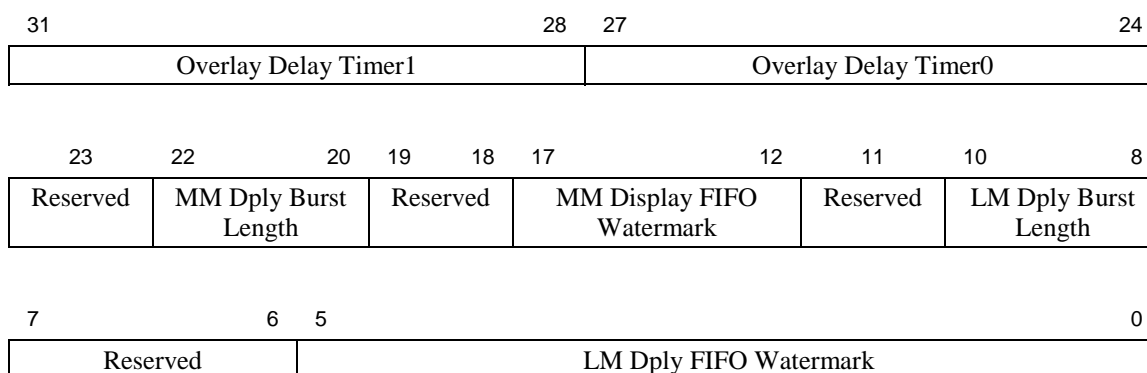 31 28 27 24
Overlay Delay Timer1 Overlay Delay Timer0
23 22 20 19 18 17 12 11 10 8
Reserved MM Dply Burst Reserved MM Display FIFO Reserved LM Dply Burst
Length Watermark Length
7 6 5 0
Reserved LM Dply FIFO Watermark